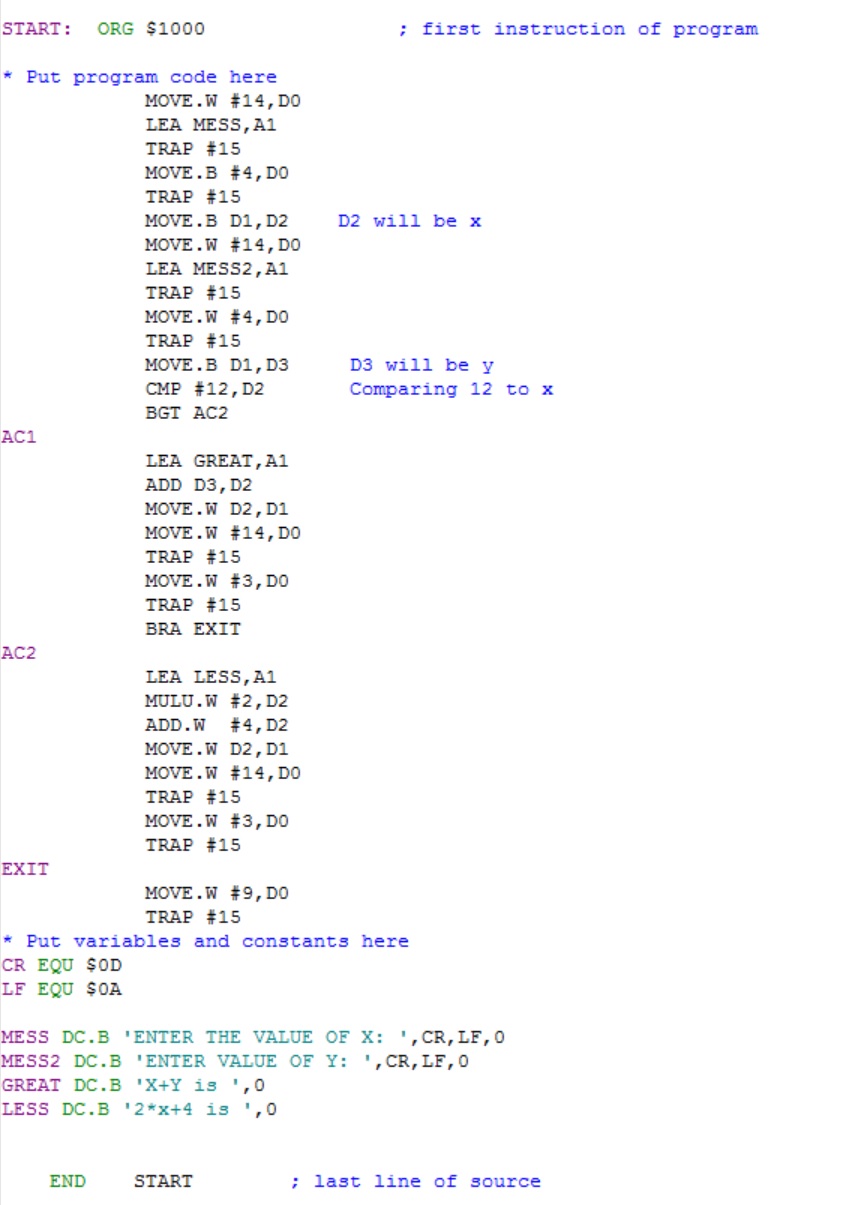 START:  ORG $1000                ; first instruction of program
* Put program code here
            MOVE.W #14,D0
            LEA MESS,A1
            TRAP #15
            MOVE.B #4,D0
            TRAP #15
            MOVE.B D1,D2    D2 will be x
            MOVE.W #14,D0
            LEA MESS2,A1
            TRAP #15
            MOVE.W #4,D0
            TRAP #15
            MOVE.B D1,D3     D3 will be y
            CMP #12,D2       Comparing 12 to x
            BGT AC2
AC1
            LEA GREAT,A1
            ADD D3,D2
            MOVE.W D2,D1
            MOVE.W #14,D0
            TRAP #15
            MOVE.W #3,D0
            TRAP #15
            BRA EXIT
AC2
            LEA LESS,A1
            MULU.W #2,D2
            ADD.W  #4,D2
            MOVE.W D2,D1
            MOVE.W #14,D0
            TRAP #15
            MOVE.W #3,D0
            TRAP #15
EXIT
            MOVE.W #9,D0
            TRAP #15
* Put variables and constants here
CR EQU $0D
LF EQU $0A
MESS DC.B 'ENTER THE VALUE OF X: ',CR,LF,0
MESS2 DC.B 'ENTER VALUE OF Y: ',CR,LF,0
GREAT DC.B 'X+Y is ',0
LESS DC.B '2*x+4 is ',0
    END    START        ; last line of source